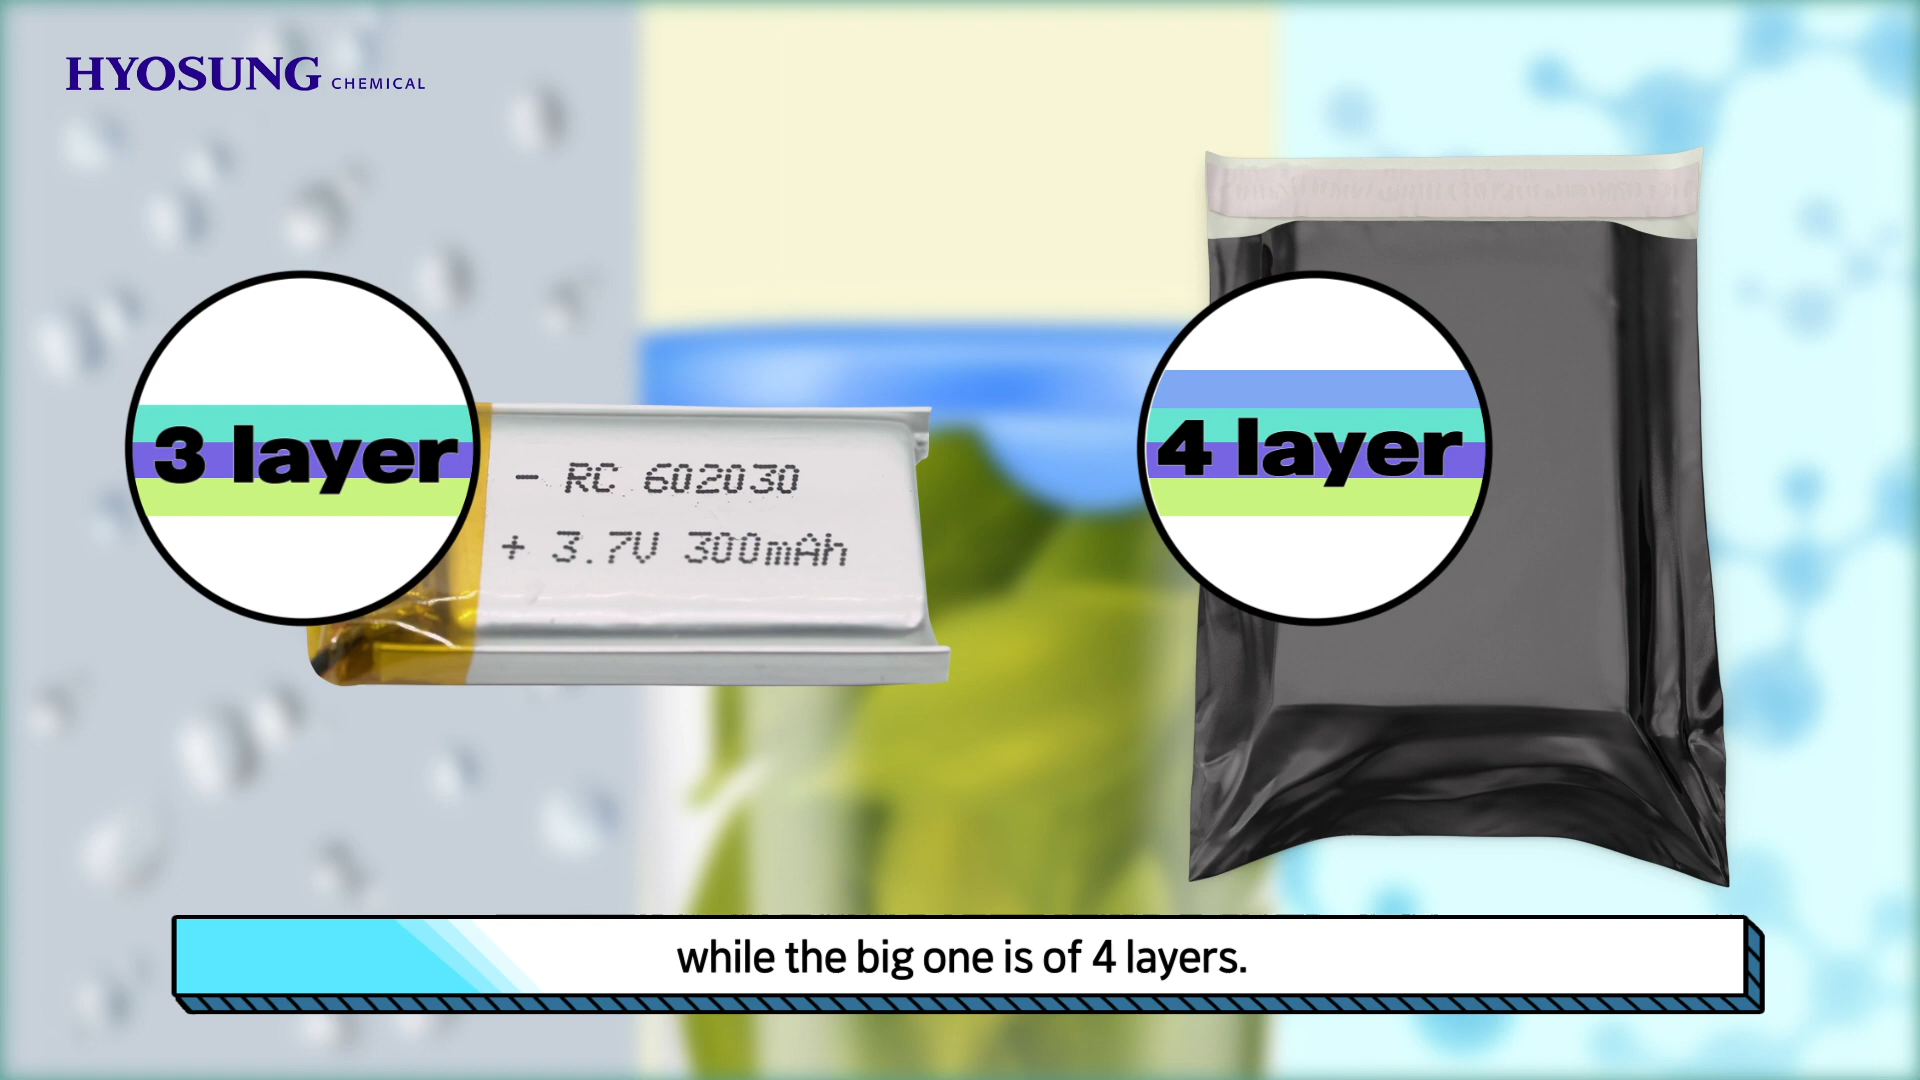 HYOSUNG CHEMICAL
3 layer
- RC 602030
+ 3.7V 300mAh
4 layer
while the big one is of 4 layers.